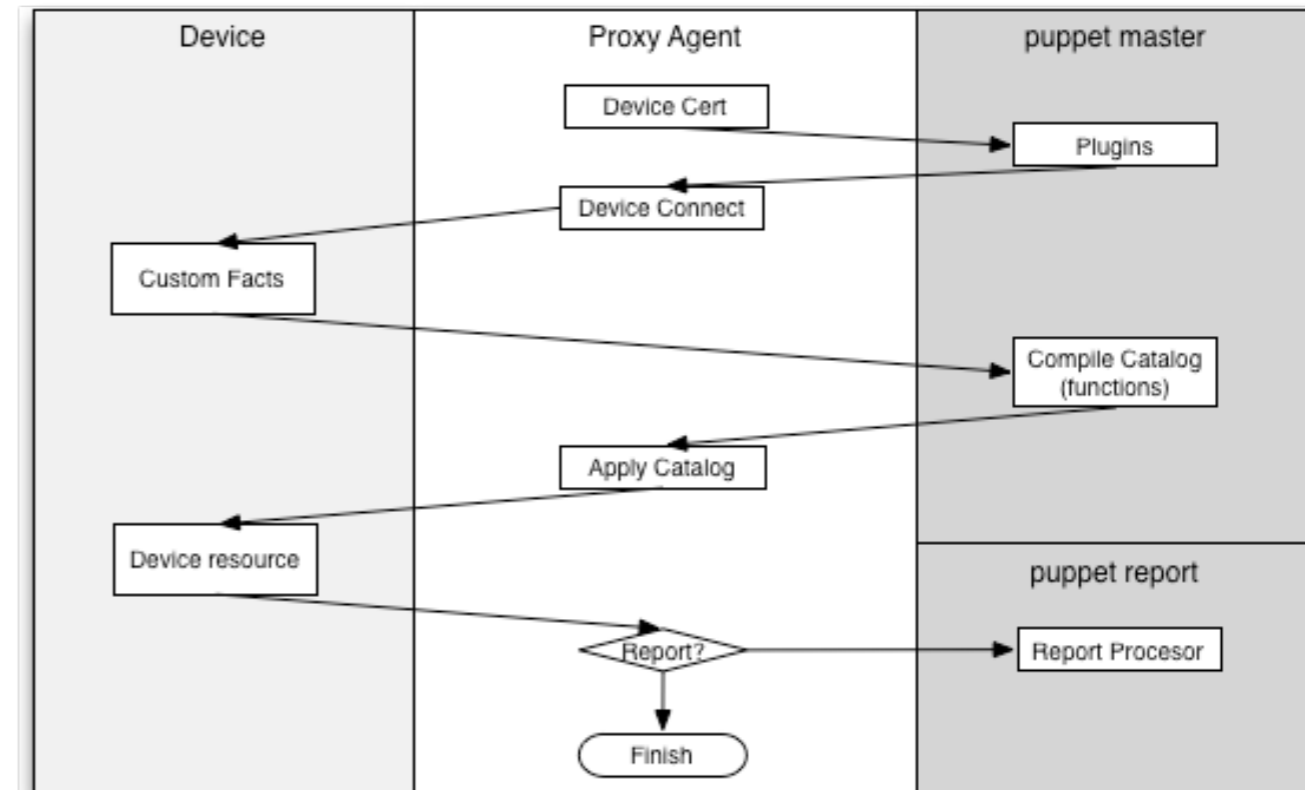 Device
Proxy Agent
puppet master
Device Cert
Plugins
Device Connect
Custom Facts
Compile Catalog
(functions)
Apply Catalog
Device resource
puppet report
Report?
Report Procesor
Finish